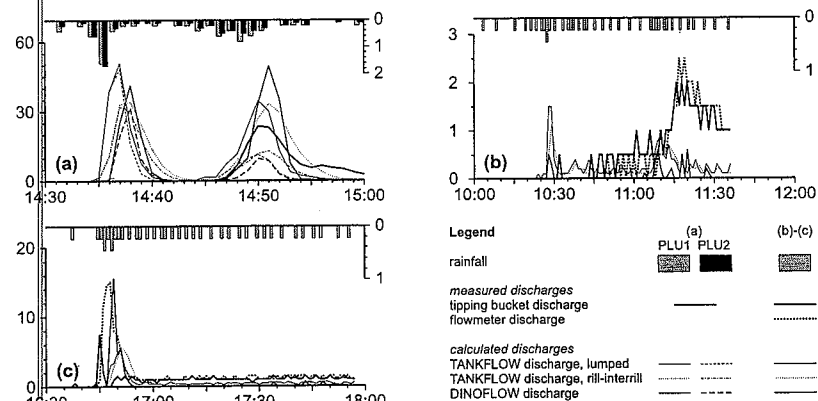 0
1
2
60
30
0
(a)
14:30
14:40
14:50
15:00
0
1
3
2
1
0
(b)
10:00
10:30
11:00
11:30
12:00
0
1
20
10
0
(c)
17:00
17:30
18:00
Legend (a) (b)-(c)
PLU1 PLU2
rainfall
measured discharges
tipping bucket discharge
flowmeter discharge
calculated discharges
TANKFLOW discharge, lumped
TANKFLOW discharge, rill-interrill
DINOFLOW discharge